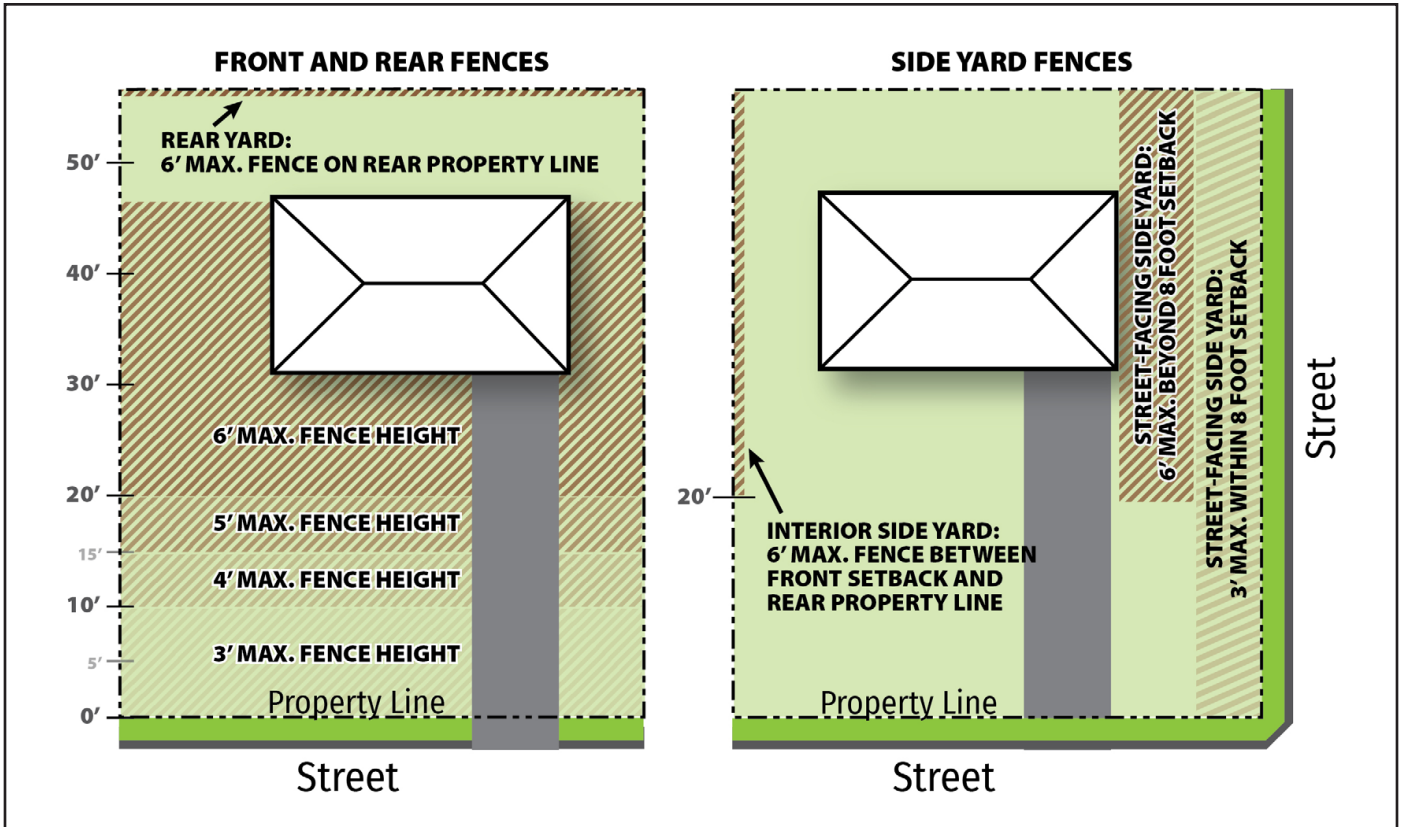 FRONT AND REAR FENCES
REAR YARD:
6' MAX. FENCE ON REAR PROPERTY LINE
50'
40'
30'
20'
15'
10'
5'
0'
6' MAX. FENCE HEIGHT
5' MAX. FENCE HEIGHT
4' MAX. FENCE HEIGHT
3' MAX. FENCE HEIGHT
Property Line
Street
SIDE YARD FENCES
20'
INTERIOR SIDE YARD:
6' MAX. FENCE BETWEEN
FRONT SETBACK AND
REAR PROPERTY LINE
STREET-FACING SIDE YARD:
6' MAX. BEYOND 8 FOOT SETBACK
STREET-FACING SIDE YARD:
3' MAX. WITHIN 8 FOOT SETBACK
Street
Property Line
Street